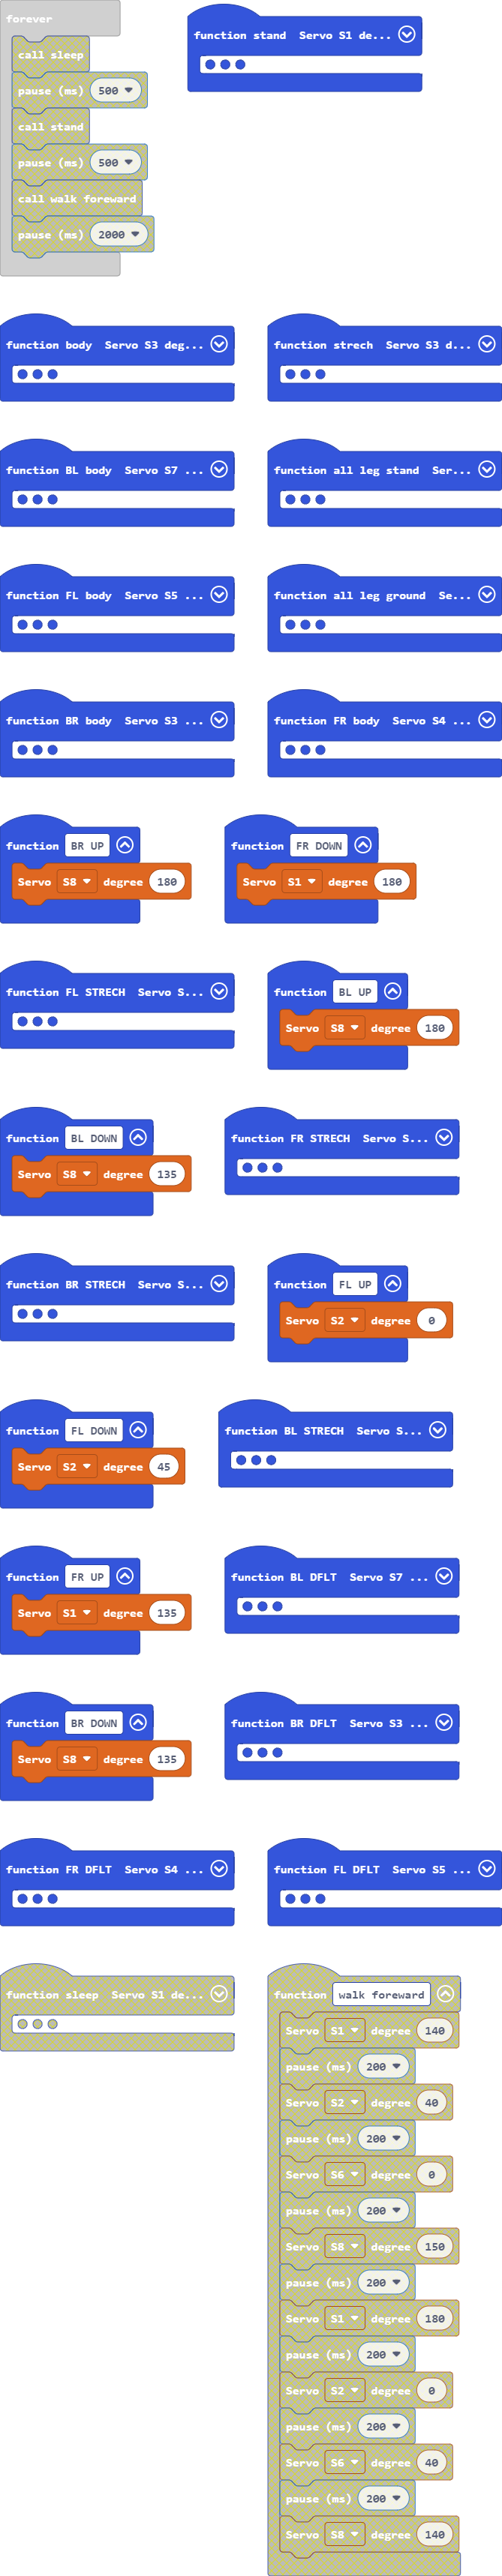 forever
call sleep
pause (ms) 500
call stand
pause (ms) 500
call walk foreward
pause (ms) 2000
function stand Servo S1 de...
function body Servo S3 deg...
function strech Servo S3 d...
function BL body Servo S7 ...
function all leg stand Ser...
function FL body Servo S5 ...
function all leg ground Se...
function BR body Servo S3 ...
function FR body Servo S4 ...
function BR UP
Servo S8 degree 180
function FR DOWN
Servo S1 degree 180
function FL STRECH Servo S...
function BL UP
Servo S8 degree 180
function BL DOWN
Servo S8 degree 135
function FR STRECH Servo S...
function BR STRECH Servo S...
function FL UP
Servo S2 degree 0
function FL DOWN
Servo S2 degree 45
function BL STRECH Servo S...
function FR UP
Servo S1 degree 135
function BL DFLT Servo S7 ...
function BR DOWN
Servo S8 degree 135
function BR DFLT Servo S3 ...
function FR DFLT Servo S4 ...
function FL DFLT Servo S5 ...
function sleep Servo S1 de...
function walk foreward
Servo S1 degree 140
pause (ms) 200
Servo S2 degree 40
pause (ms) 200
Servo S6 degree 0
pause (ms) 200
Servo S8 degree 150
pause (ms) 200
Servo S1 degree 180
pause (ms) 200
Servo S2 degree 0
pause (ms) 200
Servo S6 degree 40
pause (ms) 200
Servo S8 degree 140